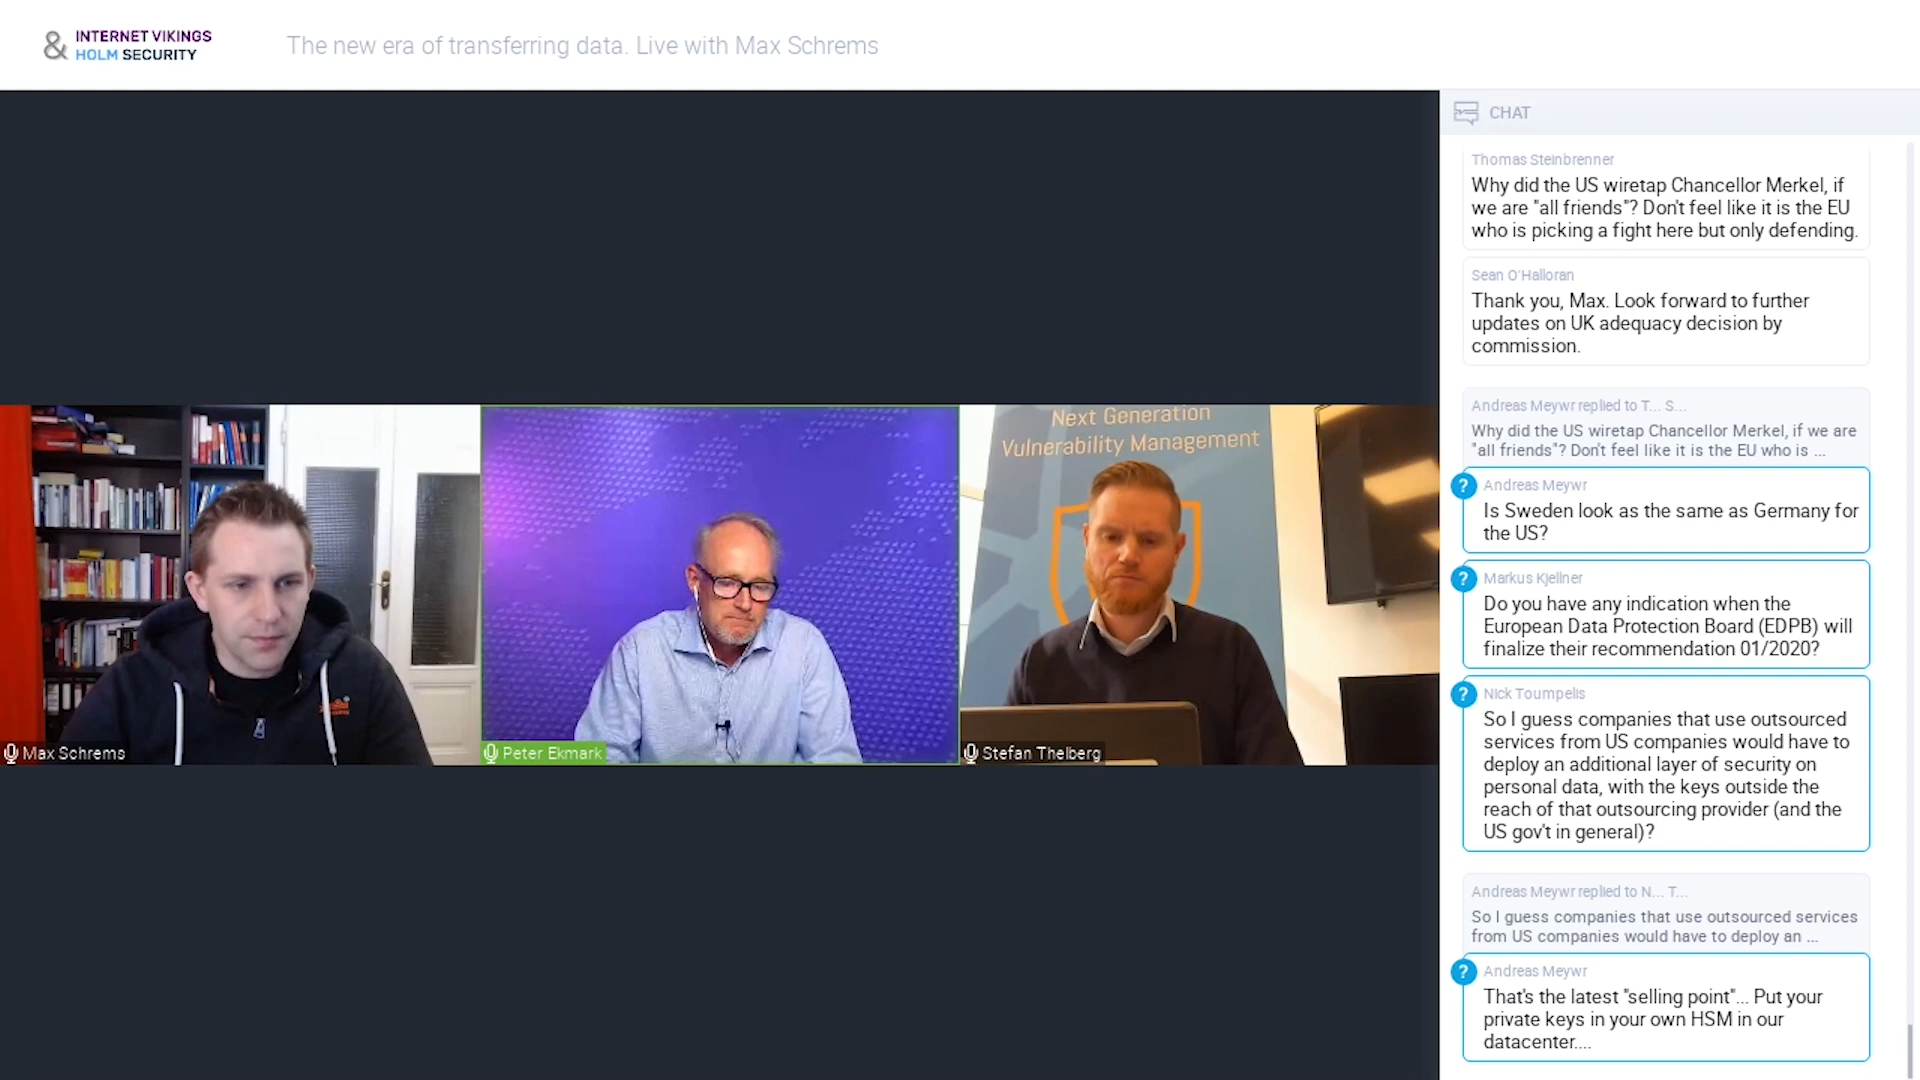 & INTERNET VIKINGS
HOLM SECURITY
The new era of transferring data. Live with Max Schrems
CHAT
Thomas Steinbrenner
Why did the US wiretap Chancellor Merkel, if
we are "all friends"? Don't feel like it is the EU
who is picking a fight here but only defending.
Sean O'Halloran
Thank you, Max. Look forward to further
updates on UK adequacy decision by
commission.
Andreas Meywr replied to T... S...
Why did the US wiretap Chancellor Merkel, if we are
"all friends"? Don't feel like it is the EU who is ...
? Andreas Meywr
Is Sweden look as the same as Germany for
the US?
? Markus Kjellner
Do you have any indication when the
European Data Protection Board (EDPB) will
finalize their recommendation 01/2020?
? Nick Toumpelis
So I guess companies that use outsourced
services from US companies would have to
deploy an additional layer of security on
personal data, with the keys outside the
reach of that outsourcing provider (and the
US gov't in general)?
Andreas Meywr replied to N... T...
So I guess companies that use outsourced services
from US companies would have to deploy an ...
? Andreas Meywr
That's the latest "selling point"... Put your
private keys in your own HSM in our
datacenter....
Next Generation
Vulnerability Management
Max Schrems
Peter Ekmark
Stefan Thelberg